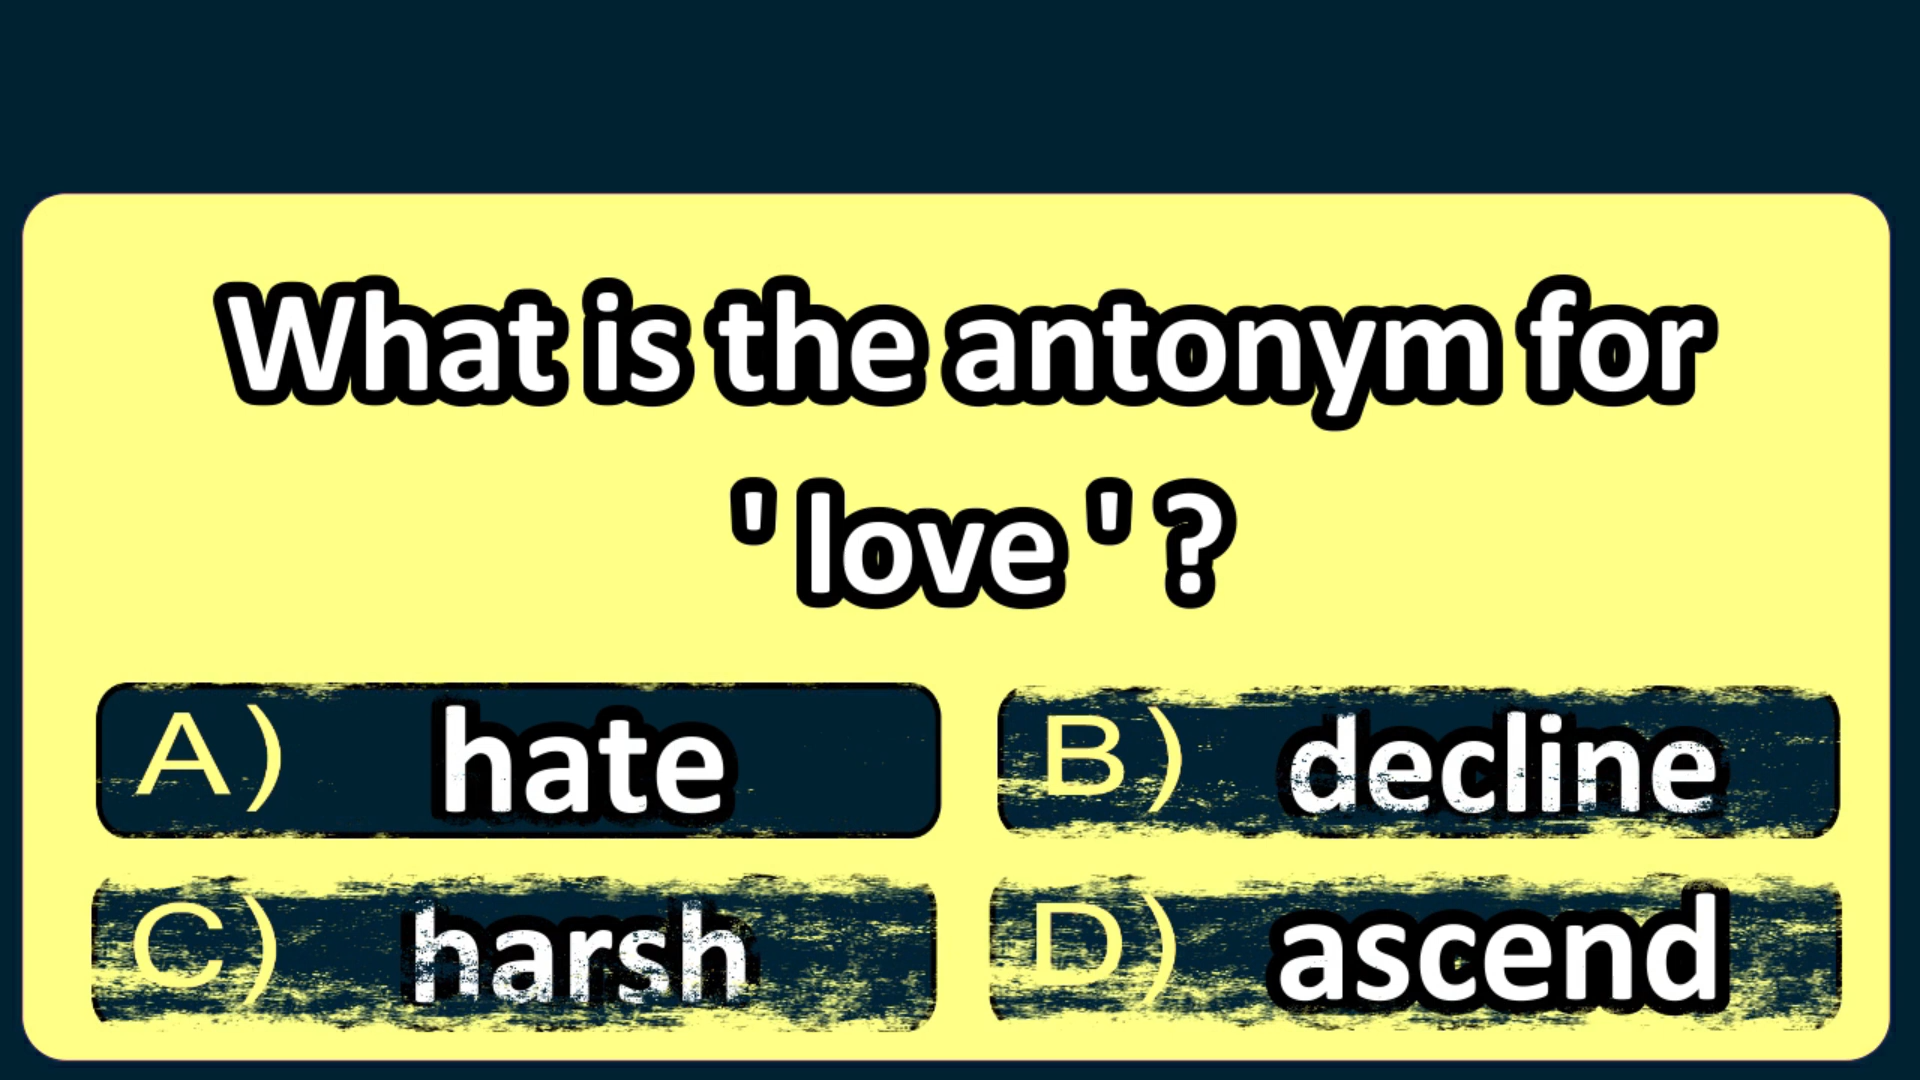 What is the antonym for
' love ' ?
A) hate
B) decline
C) harsh
D) ascend